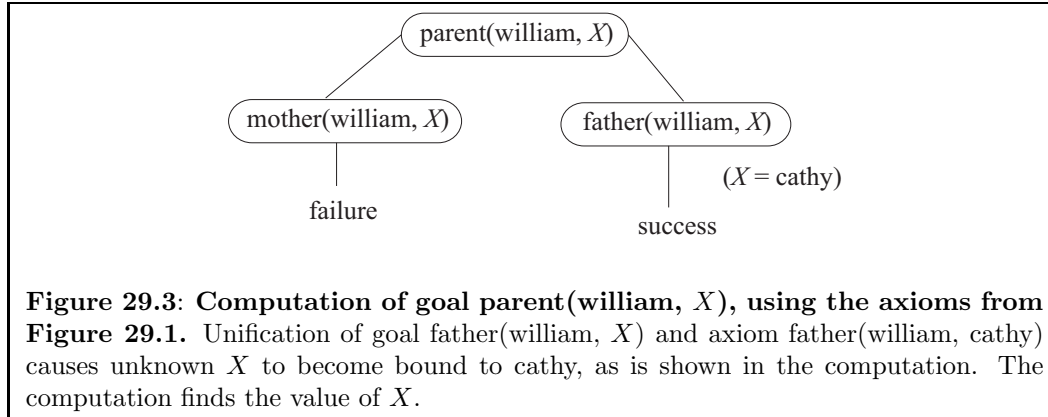 parent(william, X)
mother(william, X)
father(william, X)
(X = cathy)
failure
success
Figure 29.3: Computation of goal parent(william, X), using the axioms from
Figure 29.1. Unification of goal father(william, X) and axiom father(william, cathy)
causes unknown X to become bound to cathy, as is shown in the computation. The
computation finds the value of X.